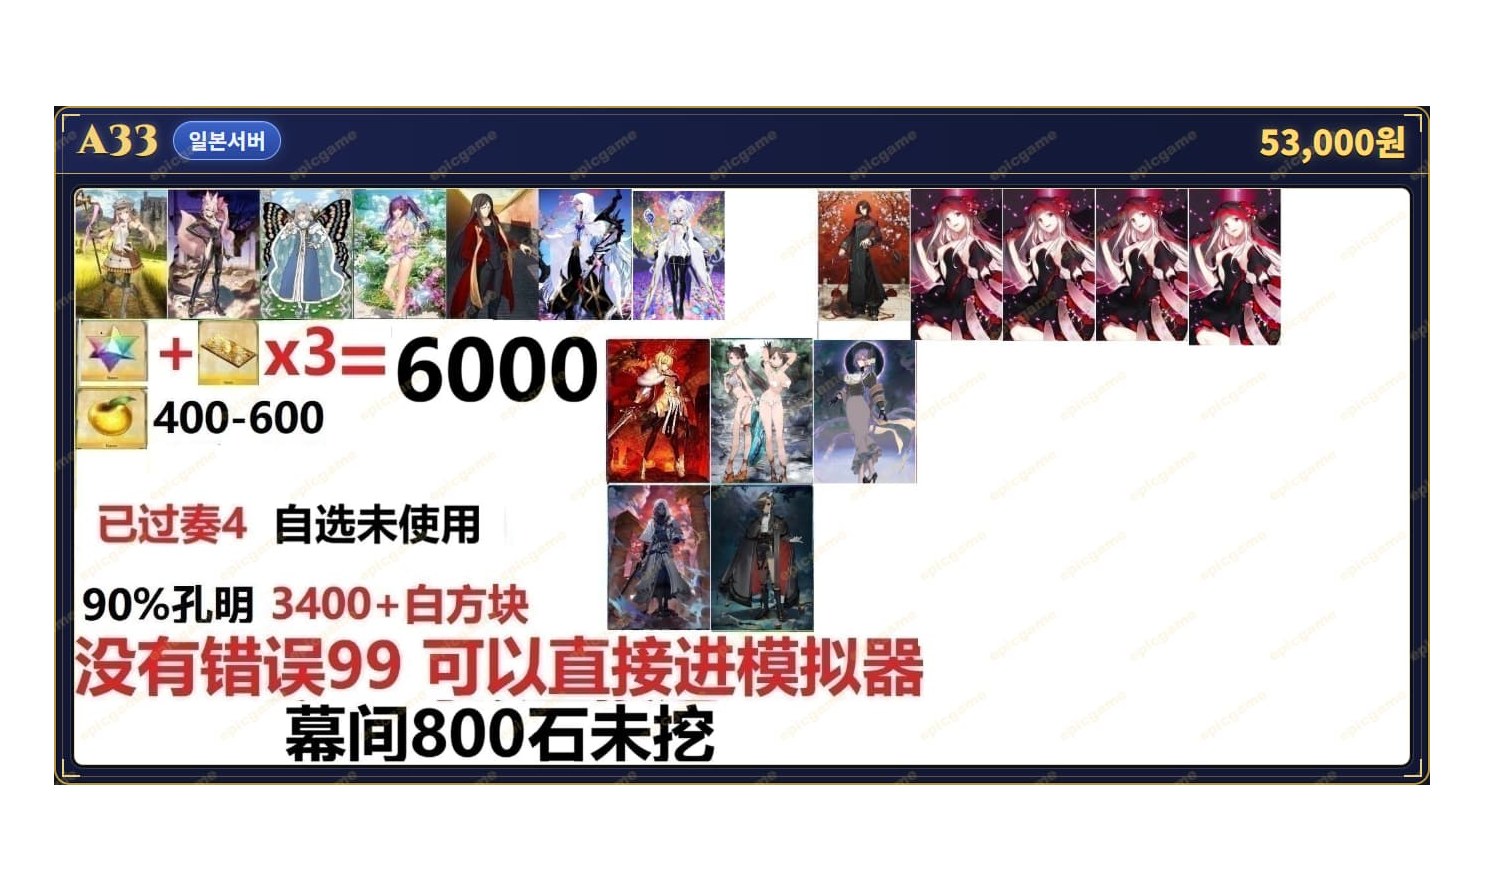 A33 일본서버 53,000원
+ x3= 6000
400-600
已过奏4 自选未使用
90%孔明 3400+白方块
没有错误99 可以直接进模拟器
幕间800石未挖
epicgame